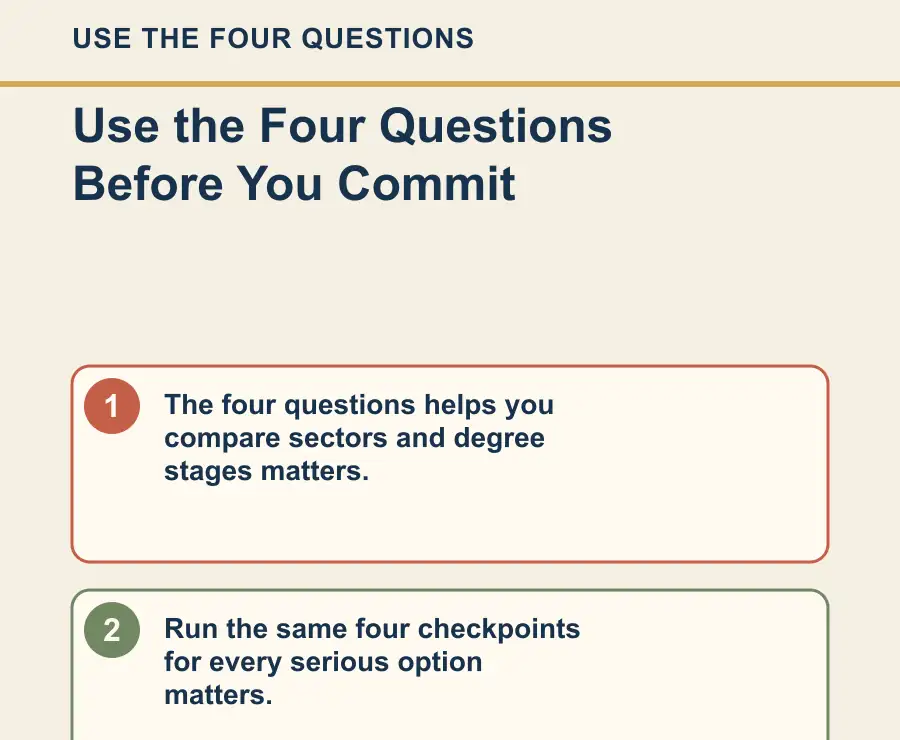 USE THE FOUR QUESTIONS
Use the Four Questions
Before You Commit
1
The four questions helps you
compare sectors and degree
stages matters.
2
Run the same four checkpoints
for every serious option
matters.